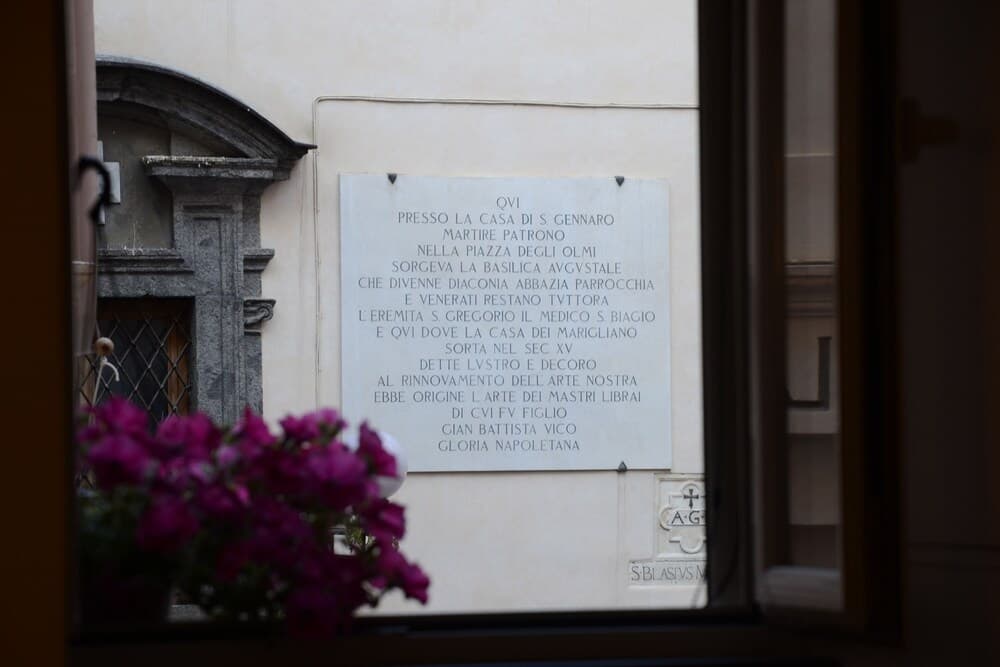 QVI
PRESSO LA CASA DI S. GENNARO
MARTIRE PATRONO
NELLA PIAZZA DEGLI OLMI
SORGEVA LA BASILICA AVGVSTALE
CHE DIVENNE DIACONIA ABBAZIA PARROCCHIA
E VENERATI RESTANO TVTTORA
L'EREMITA S. GREGORIO IL MEDICO S. BIAGIO
E QVI DOVE LA CASA DEI MARIGLIANO
SORTA NEL SEC XV
DETTE LVSTRO E DECORO
AL RINNOVAMENTO DELL'ARTE NOSTRA
EBBE ORIGINE L'ARTE DEI MASTRI LIBRAI
DI CVI FV FIGLIO
GIAN BATTISTA VICO
GLORIA NAPOLETANA
A·G
S·BLASIVS M